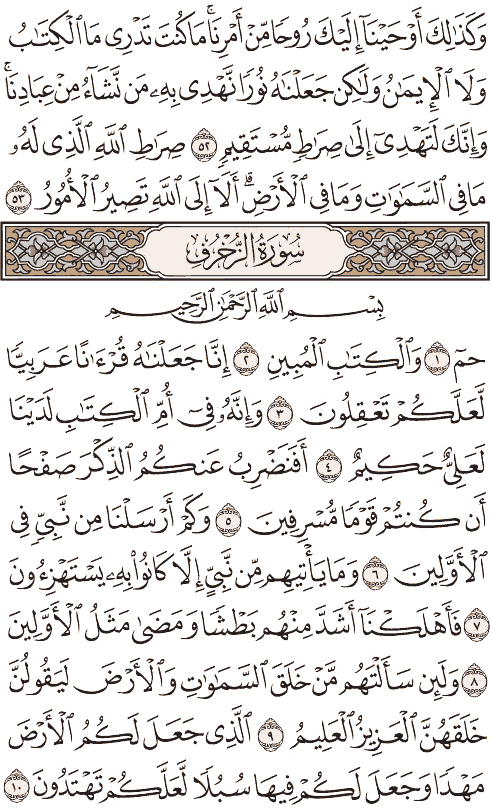 وَكَذَٰلِكَ أَوْحَيْنَآ إِلَيْكَ رُوحًا مِّنْ أَمْرِنَا ۚ مَا كُنتَ تَدْرِى مَا ٱلْكِتَٰبُ
وَلَا ٱلْإِيمَٰنُ وَلَٰكِن جَعَلْنَٰهُ نُورًا نَّهْدِى بِهِۦ مَن نَّشَآءُ مِنْ عِبَادِنَا ۚ
وَإِنَّكَ لَتَهْدِىٓ إِلَىٰ صِرَٰطٍ مُّسْتَقِيمٍ ٥٢ صِرَٰطِ ٱللَّهِ ٱلَّذِى لَهُۥ
مَا فِى ٱلسَّمَٰوَٰتِ وَمَا فِى ٱلْأَرْضِ ۗ أَلَآ إِلَى ٱللَّهِ تَصِيرُ ٱلْأُمُورُ ٥٣
سُورَةُ الزُّخْرُفِ
بِسْمِ ٱللَّهِ ٱلرَّحْمَٰنِ ٱلرَّحِيمِ
حمٓ ١ وَٱلْكِتَٰبِ ٱلْمُبِينِ ٢ إِنَّا جَعَلْنَٰهُ قُرْءَٰنًا عَرَبِيًّا
لَّعَلَّكُمْ تَعْقِلُونَ ٣ وَإِنَّهُۥ فِىٓ أُمِّ ٱلْكِتَٰبِ لَدَيْنَا
لَعَلِىٌّ حَكِيمٌ ٤ أَفَنَضْرِبُ عَنكُمُ ٱلذِّكْرَ صَفْحًا
أَن كُنتُمْ قَوْمًا مُّسْرِفِينَ ٥ وَكَمْ أَرْسَلْنَا مِن نَّبِىٍّ فِى
ٱلْأَوَّلِينَ ٦ وَمَا يَأْتِيهِم مِّن نَّبِىٍّ إِلَّا كَانُوا۟ بِهِۦ يَسْتَهْزِءُونَ
٧ فَأَهْلَكْنَآ أَشَدَّ مِنْهُم بَطْشًا وَمَضَىٰ مَثَلُ ٱلْأَوَّلِينَ
٨ وَلَئِن سَأَلْتَهُم مَّنْ خَلَقَ ٱلسَّمَٰوَٰتِ وَٱلْأَرْضَ لَيَقُولُنَّ
خَلَقَهُنَّ ٱلْعَزِيزُ ٱلْعَلِيمُ ٩ ٱلَّذِى جَعَلَ لَكُمُ ٱلْأَرْضَ
مَهْدًا وَجَعَلَ لَكُمْ فِيهَا سُبُلًا لَّعَلَّكُمْ تَهْتَدُونَ ١٠